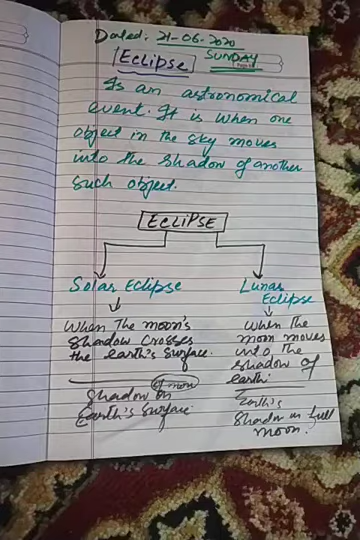 Dated: 21-06-2020
SUNDAY
Eclipse
Is an astronomical
event. It is when one
object in the sky moves
into the shadow of another
such object.
ECLIPSE
Solar Eclipse
When The moon's
shadow crosses
the earth's surface.
of moon
Shadow on
Earth's surface
Lunar
Eclipse
When The
moon moves
into The
shadow of
earth.
Earth's
Shadow in full
moon.